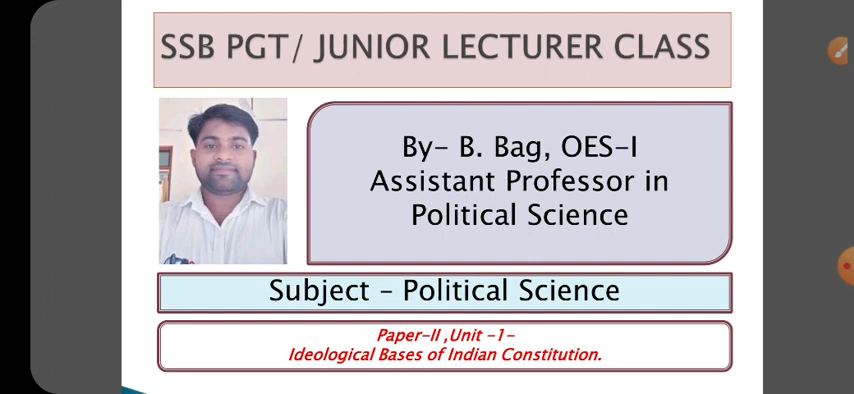 SSB PGT/ JUNIOR LECTURER CLASS
By- B. Bag, OES-I
Assistant Professor in
Political Science
Subject - Political Science
Paper-II ,Unit -1-
Ideological Bases of Indian Constitution.